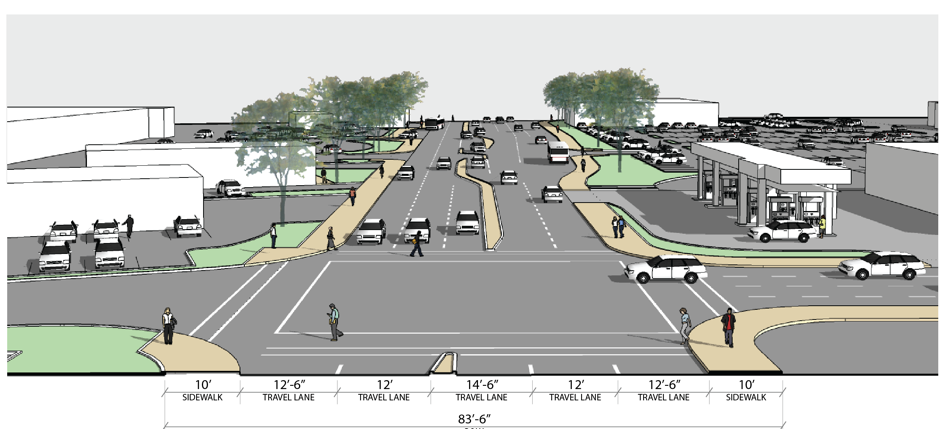 10' 12'-6" 12' 14'-6" 12' 12'-6" 10'
SIDEWALK TRAVEL LANE TRAVEL LANE TRAVEL LANE TRAVEL LANE TRAVEL LANE SIDEWALK
83'-6"